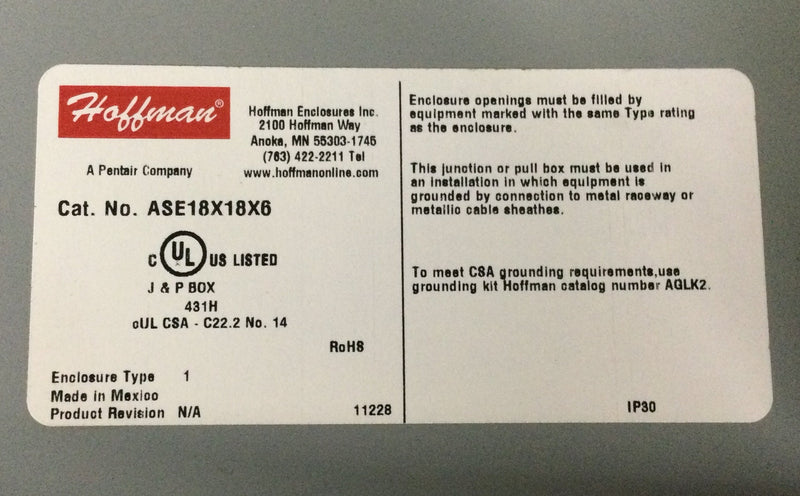 Hoffman®
A Pentair Company
Hoffman Enclosures Inc.
2100 Hoffman Way
Anoka, MN 55303-1745
(763) 422-2211 Tel
www.hoffmanonline.com
Cat. No. ASE18X18X6
C UL US LISTED
J & P BOX
431H
cUL CSA - C22.2 No. 14
RoHS
Enclosure Type 1
Made in Mexico
Product Revision N/A
11228
Enclosure openings must be filled by
equipment marked with the same Type rating
as the enclosure.
This junction or pull box must be used in
an installation in which equipment is
grounded by connection to metal raceway or
metallic cable sheathes.
To meet CSA grounding requirements,use
grounding kit Hoffman catalog number AGLK2.
IP30